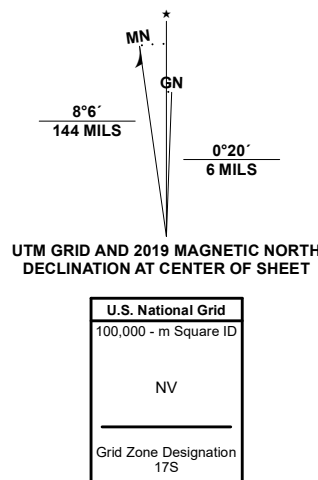 ★
MN
GN
8°6´
144 MILS
0°20´
6 MILS
UTM GRID AND 2019 MAGNETIC NORTH
DECLINATION AT CENTER OF SHEET
U.S. National Grid
100,000 - m Square ID
NV
Grid Zone Designation
17S